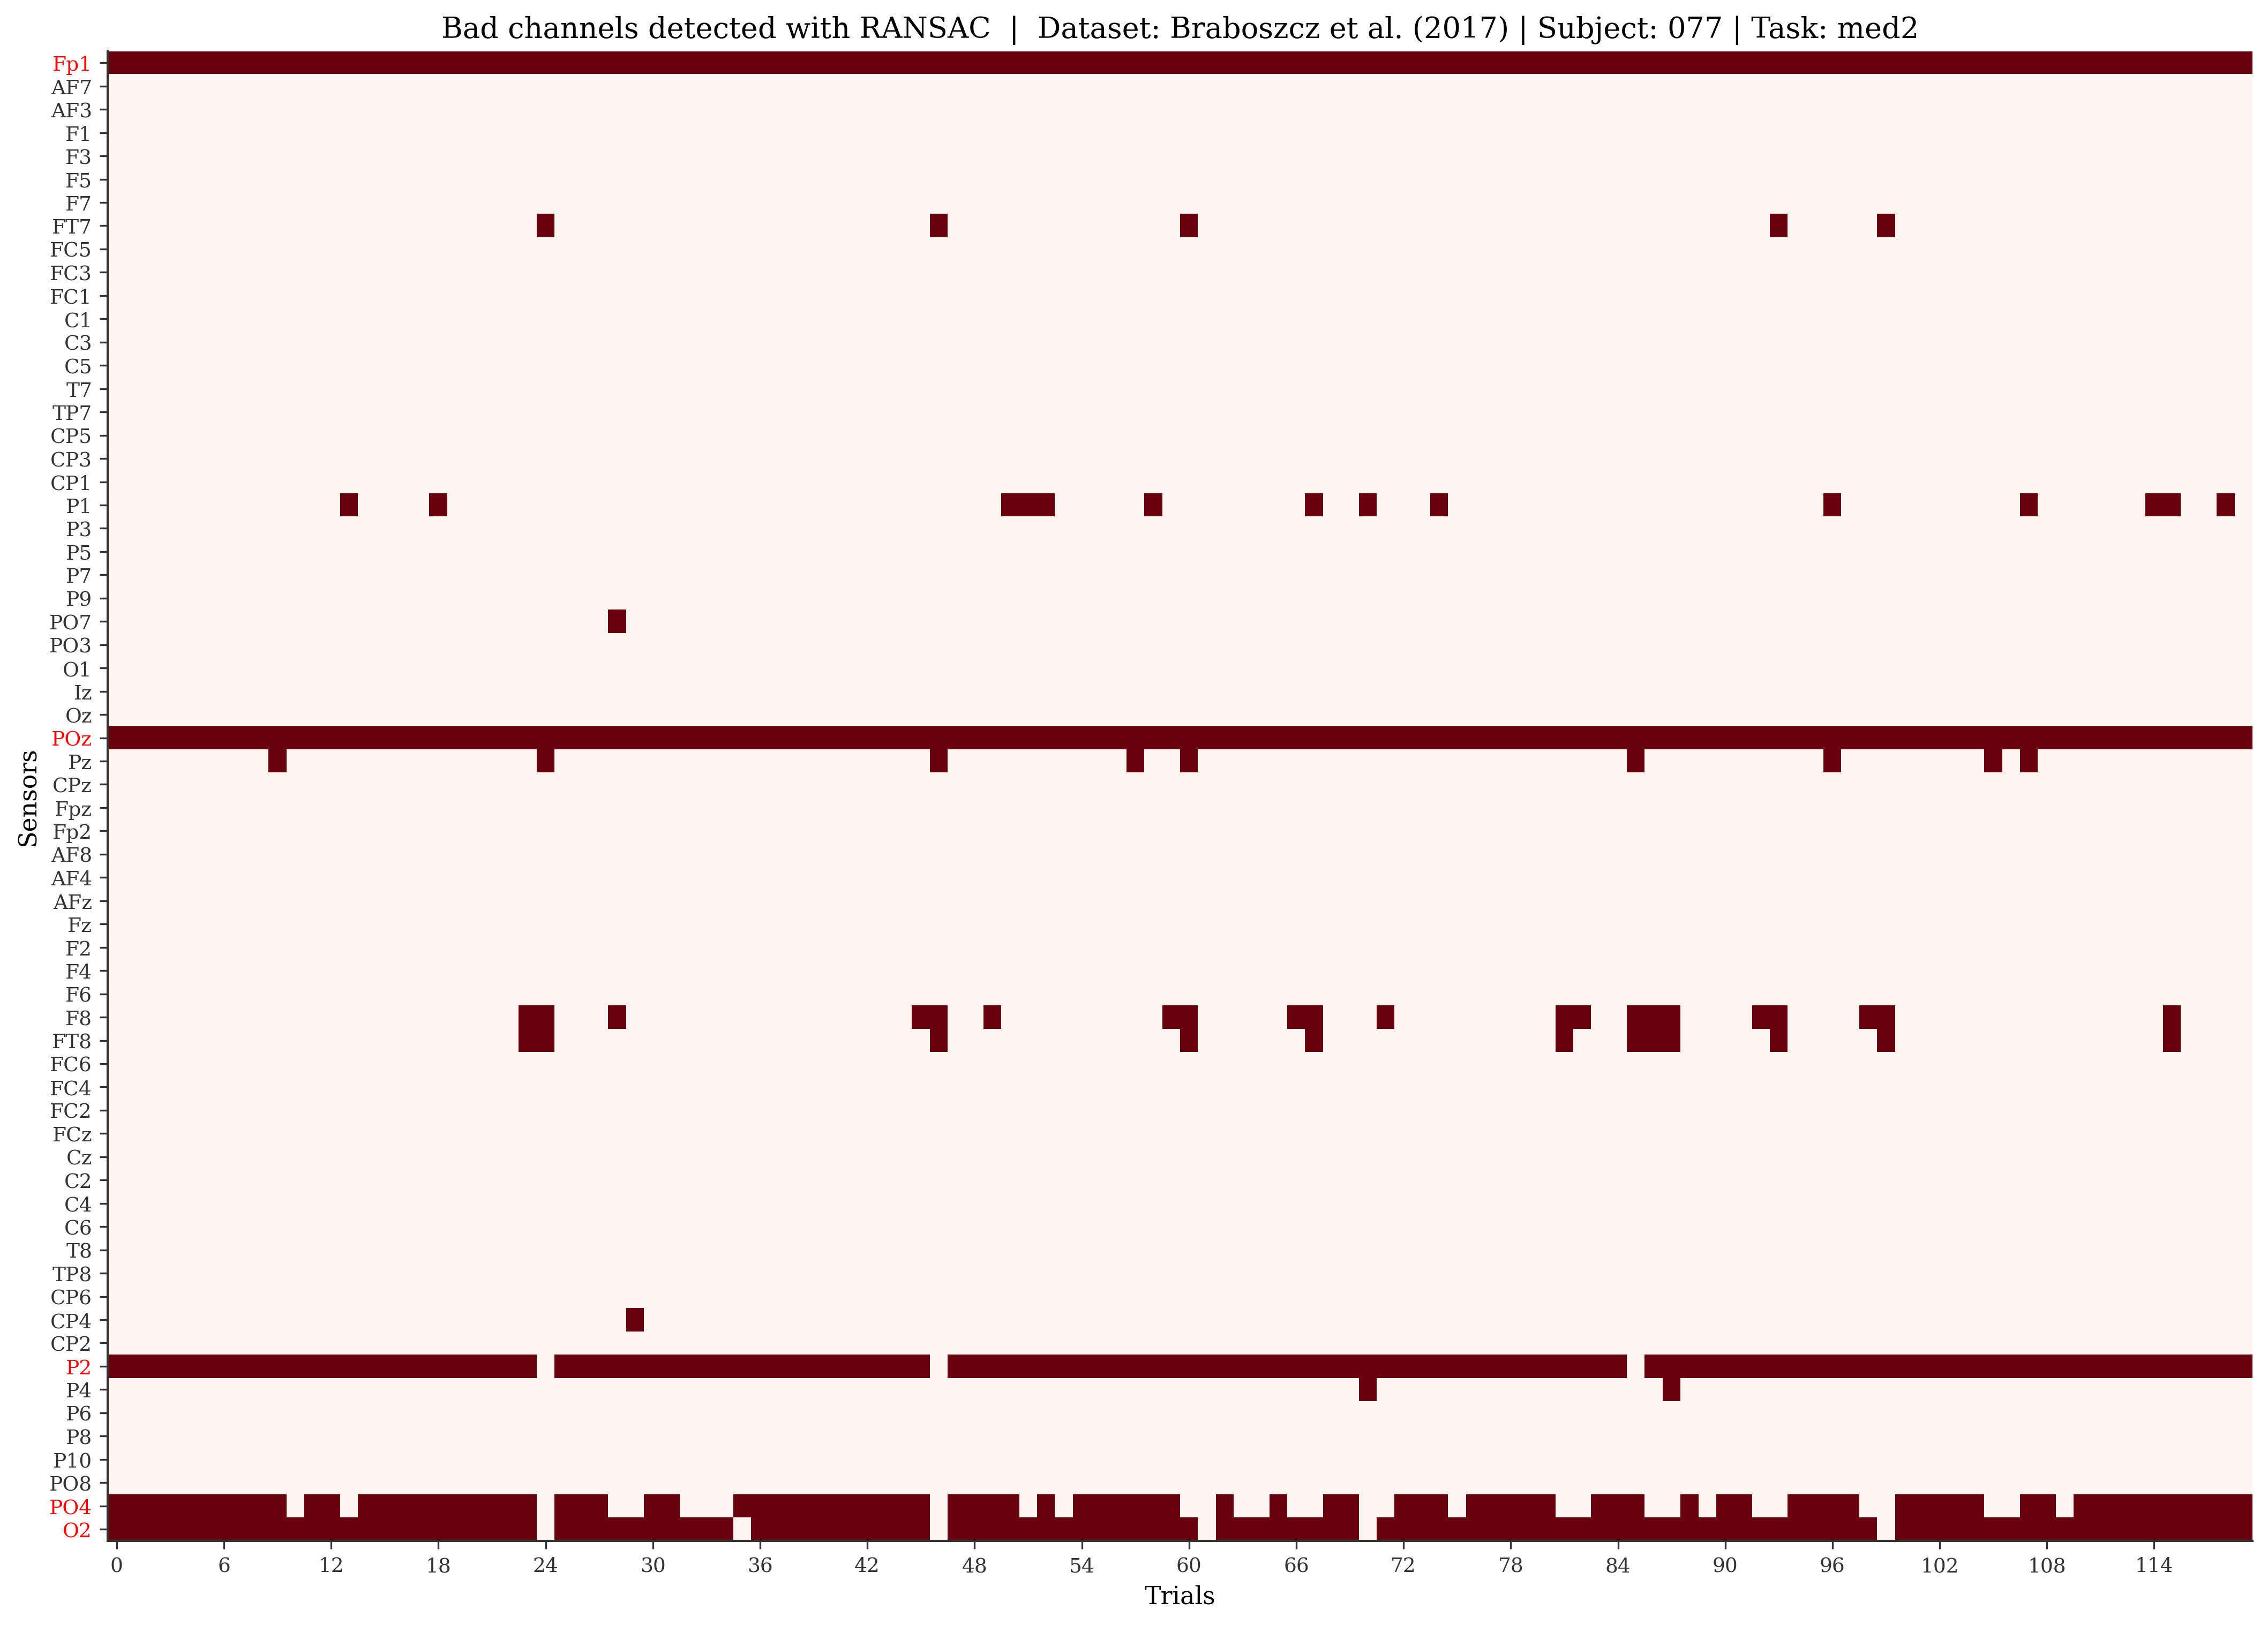 Bad channels detected with RANSAC | Dataset: Braboszcz et al. (2017) | Subject: 077 | Task: med2
Sensors
Fp1
AF7
AF3
F1
F3
F5
F7
FT7
FC5
FC3
FC1
C1
C3
C5
T7
TP7
CP5
CP3
CP1
P1
P3
P5
P7
P9
PO7
PO3
O1
Iz
Oz
POz
Pz
CPz
Fpz
Fp2
AF8
AF4
AFz
Fz
F2
F4
F6
F8
FT8
FC6
FC4
FC2
FCz
Cz
C2
C4
C6
T8
TP8
CP6
CP4
CP2
P2
P4
P6
P8
P10
PO8
PO4
O2
0 6 12 18 24 30 36 42 48 54 60 66 72 78 84 90 96 102 108 114
Trials